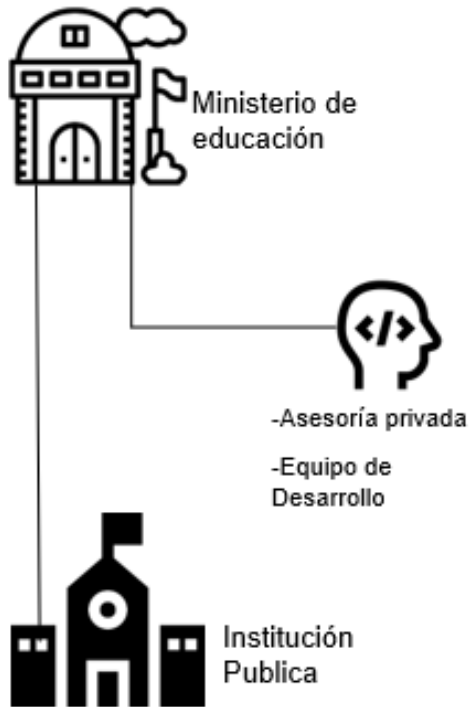 Ministerio de
educación
-Asesoría privada
-Equipo de
Desarrollo
Institución
Publica